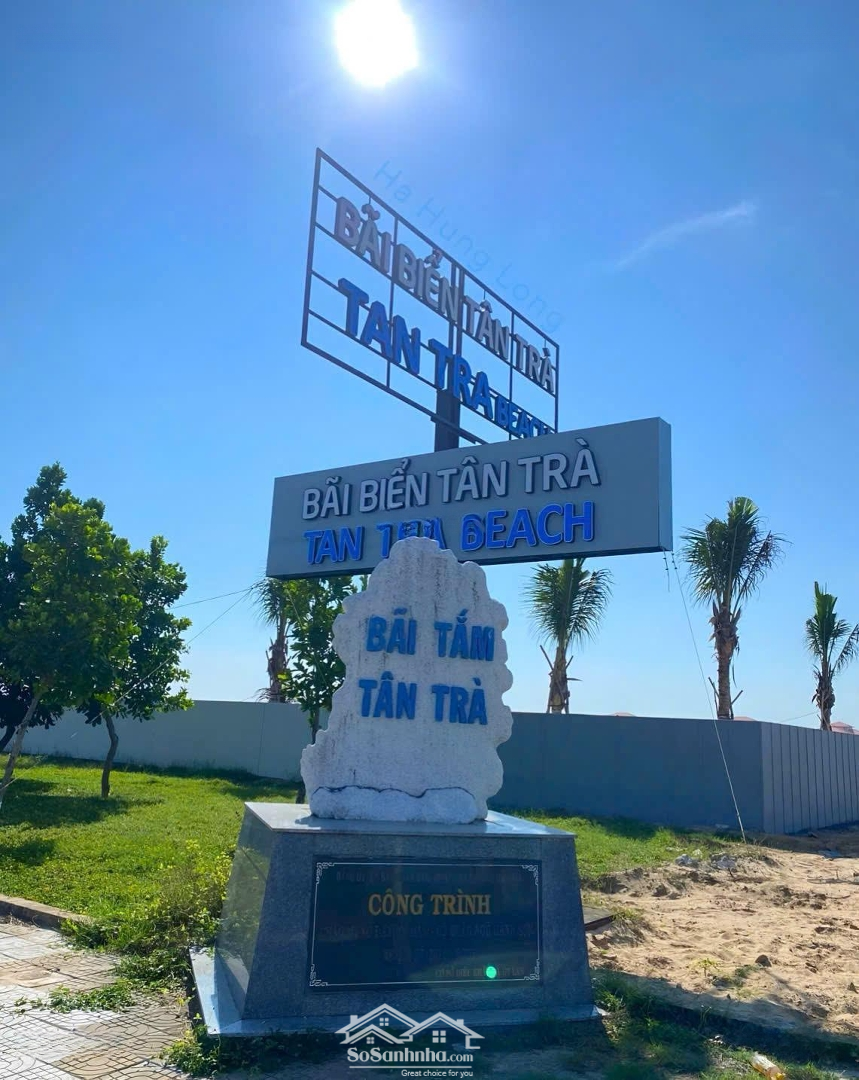 Ha Hung Long
BÃI BIỂN TÂN TRÀ
TAN TRA BEACH
BÃI BIỂN TÂN TRÀ
TAN TRA BEACH
BÃI TẮM
TÂN TRÀ
CÔNG TRÌNH
SoSanhnha.com
Great choice for you